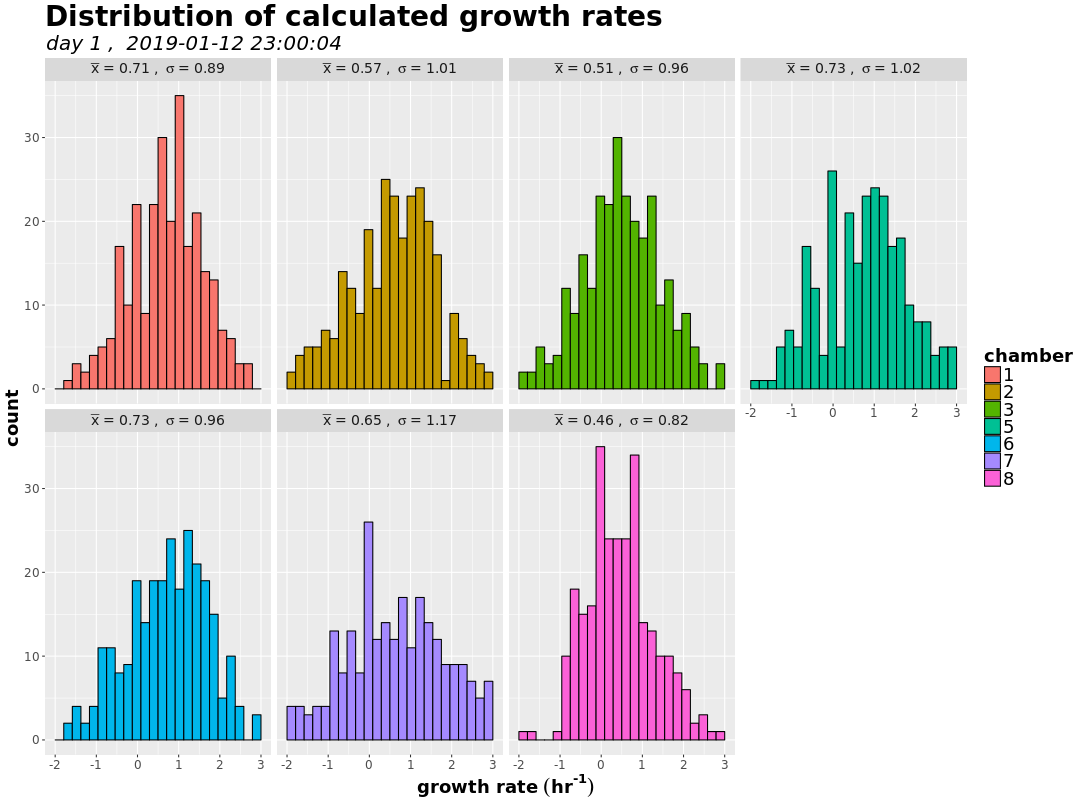 Distribution of calculated growth rates
day 1 ,  2019-01-12 23:00:04
x̅ = 0.71 ,  σ = 0.89
x̅ = 0.57 ,  σ = 1.01
x̅ = 0.51 ,  σ = 0.96
x̅ = 0.73 ,  σ = 1.02
30
20
10
0
-2 -1 0 1 2 3
x̅ = 0.73 ,  σ = 0.96
x̅ = 0.65 ,  σ = 1.17
x̅ = 0.46 ,  σ = 0.82
30
20
10
0
-2 -1 0 1 2 3
-2 -1 0 1 2 3
-2 -1 0 1 2 3
count
growth rate (hr⁻¹)
chamber
1
2
3
5
6
7
8